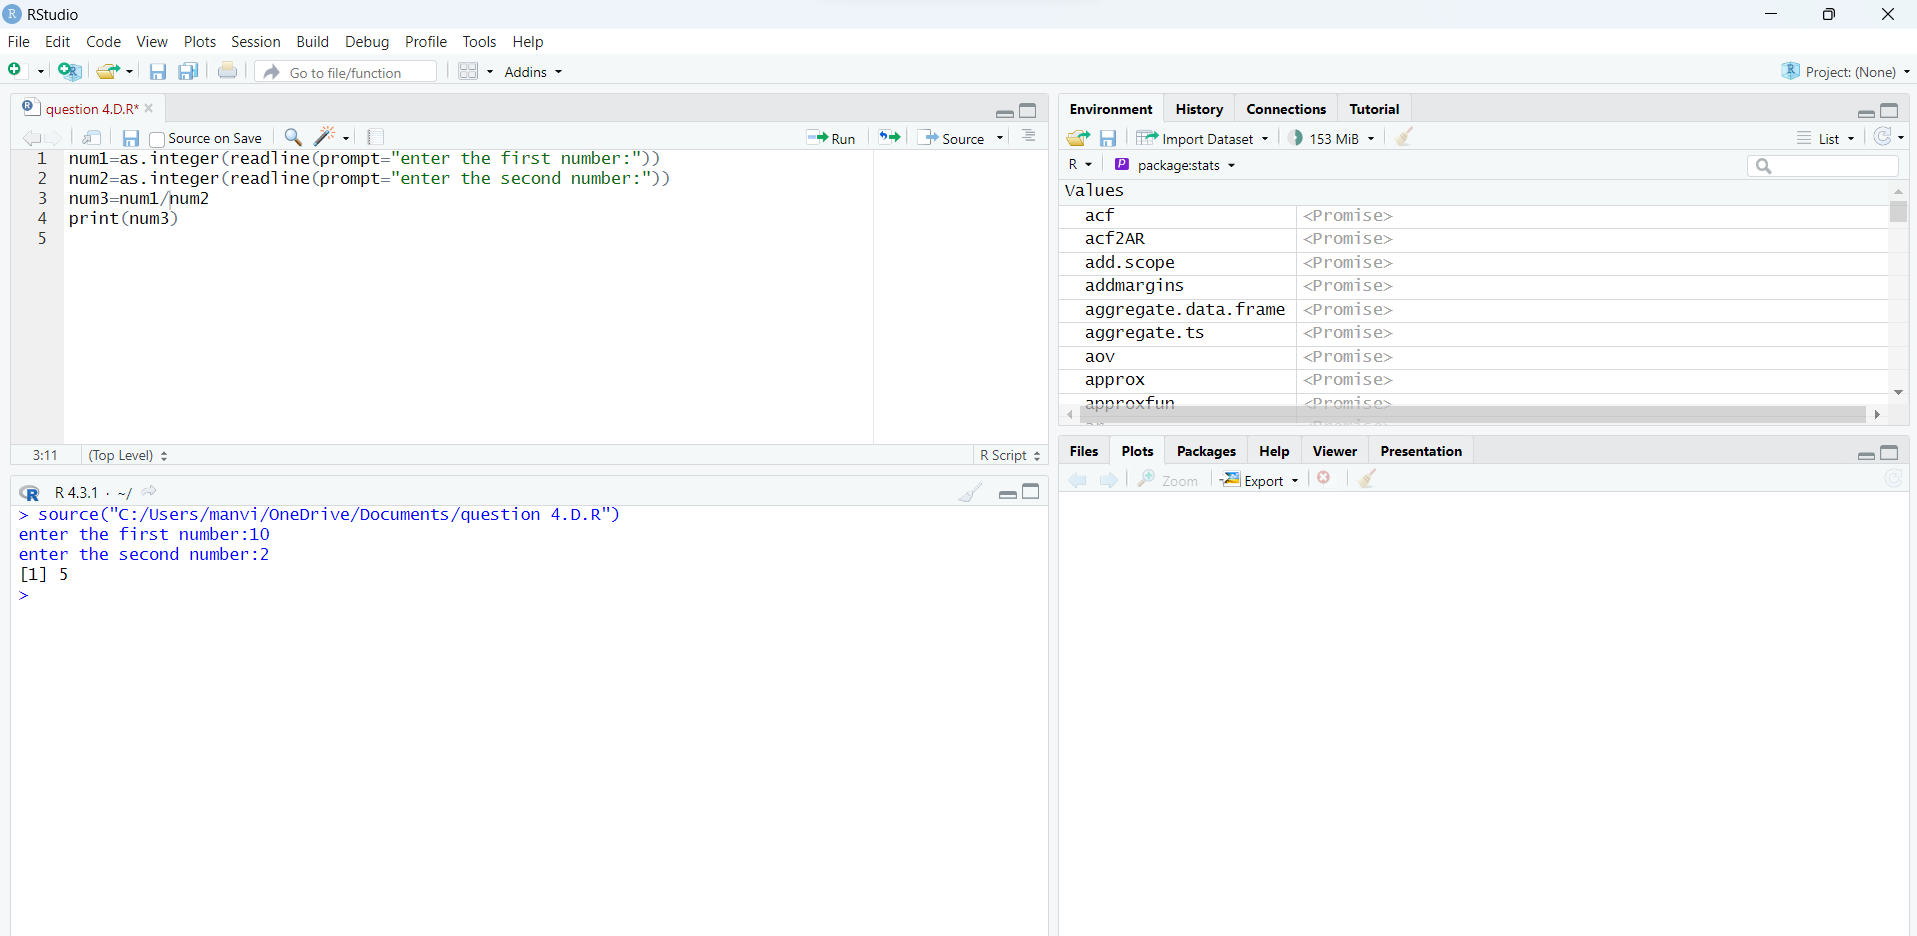 RStudio
File Edit Code View Plots Session Build Debug Profile Tools Help
Go to file/function Addins Project: (None)
question 4.D.R*
Source on Save Run Source
1 num1=as.integer(readline(prompt="enter the first number:"))
2 num2=as.integer(readline(prompt="enter the second number:"))
3 num3=num1/num2
4 print(num3)
5
3:11 (Top Level) R Script
R 4.3.1 · ~/
> source("C:/Users/manvi/OneDrive/Documents/question 4.D.R")
enter the first number:10
enter the second number:2
[1] 5
>
Environment History Connections Tutorial
Import Dataset 153 MiB List
R package:stats
Values
acf <Promise>
acf2AR <Promise>
add.scope <Promise>
addmargins <Promise>
aggregate.data.frame <Promise>
aggregate.ts <Promise>
aov <Promise>
approx <Promise>
approxfun <Promise>
Files Plots Packages Help Viewer Presentation
Zoom Export